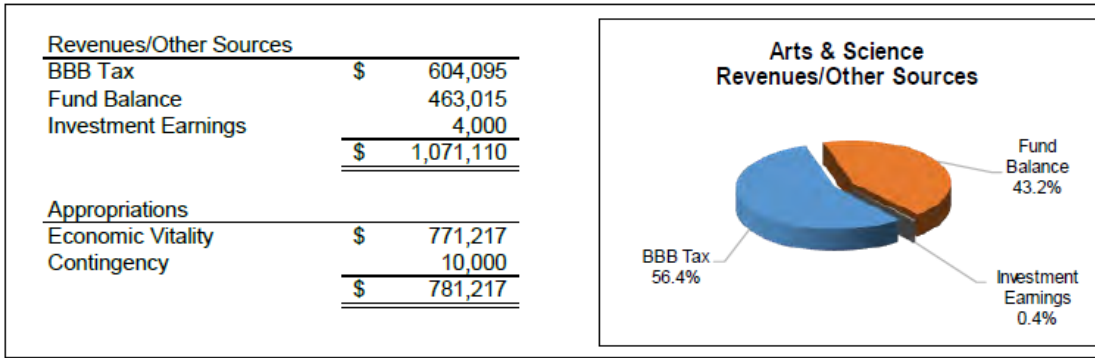 Revenues/Other Sources
BBB Tax $ 604,095
Fund Balance 463,015
Investment Earnings 4,000
$ 1,071,110
Appropriations
Economic Vitality $ 771,217
Contingency 10,000
$ 781,217
Arts & Science
Revenues/Other Sources
Fund
Balance
43.2%
BBB Tax
56.4%
Investment
Earnings
0.4%